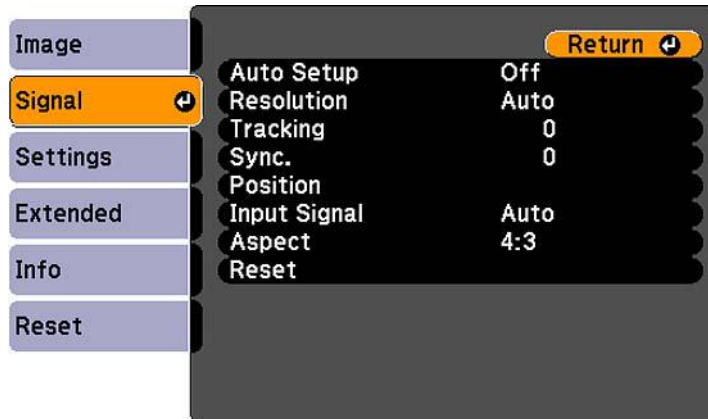 Image
Signal
Settings
Extended
Info
Reset
Return
Auto Setup Off
Resolution Auto
Tracking 0
Sync. 0
Position
Input Signal Auto
Aspect 4:3
Reset